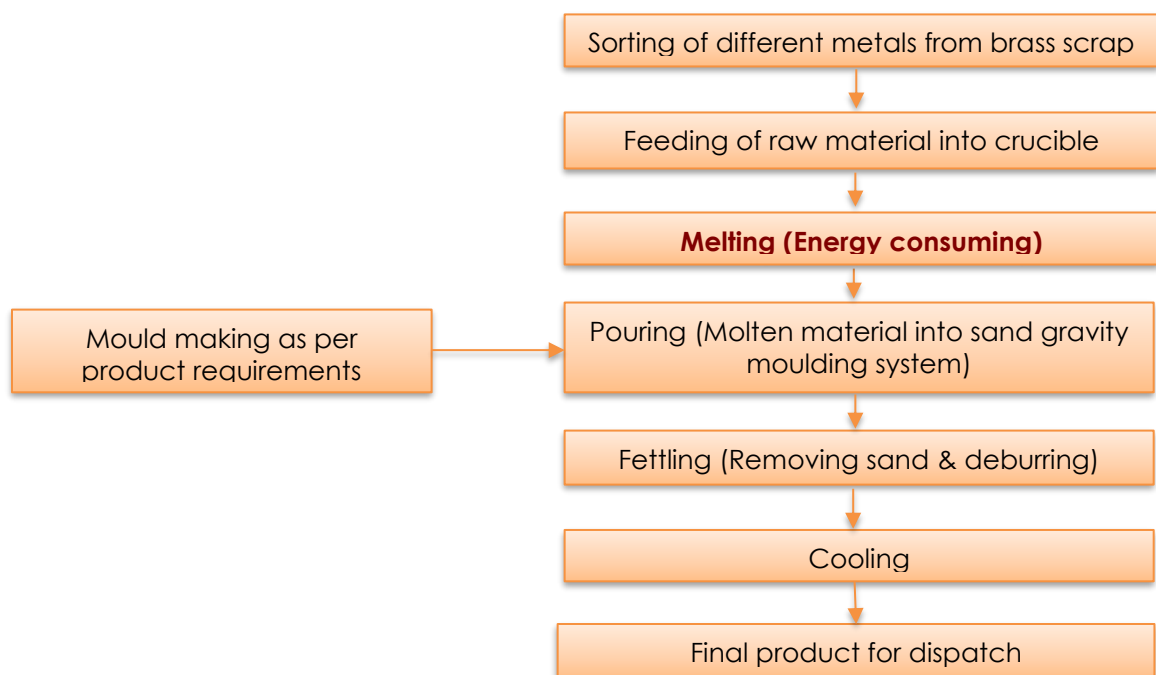 Sorting of different metals from brass scrap
Feeding of raw material into crucible
Melting (Energy consuming)
Mould making as per
product requirements
Pouring (Molten material into sand gravity
moulding system)
Fettling (Removing sand & deburring)
Cooling
Final product for dispatch